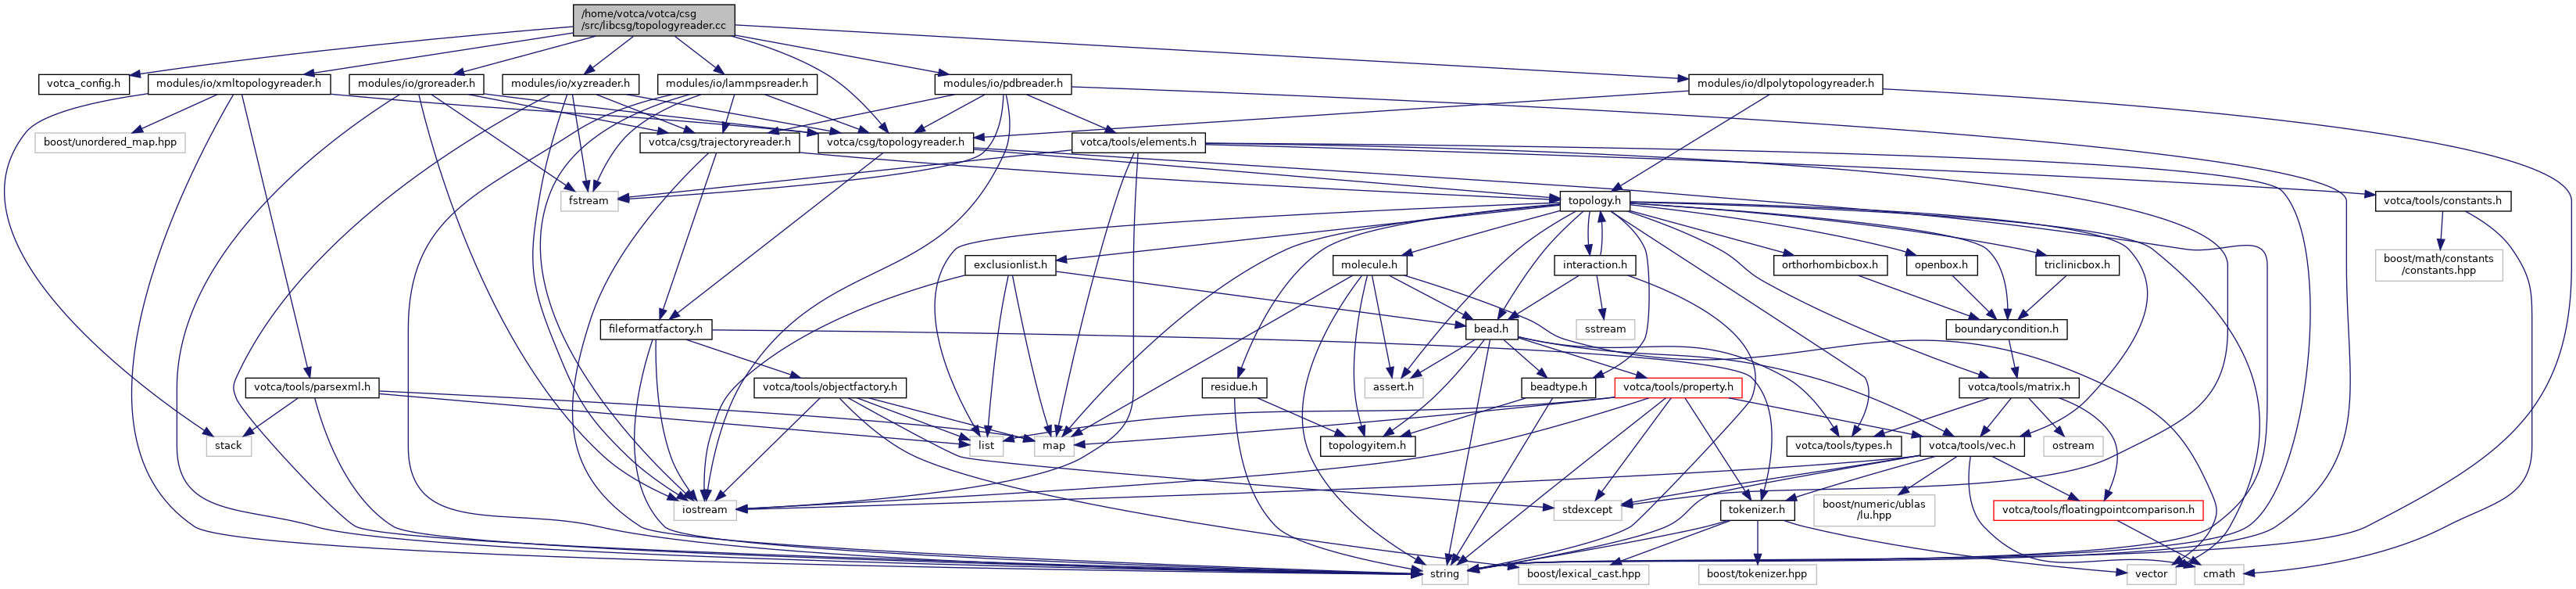 /home/votca/votca/csg
/src/libcsg/topologyreader.cc
votca_config.h
modules/io/xmltopologyreader.h
modules/io/groreader.h
modules/io/xyzreader.h
modules/io/lammpsreader.h
modules/io/pdbreader.h
modules/io/dlpolytopologyreader.h
boost/unordered_map.hpp
votca/csg/trajectoryreader.h
votca/csg/topologyreader.h
votca/tools/elements.h
fstream
topology.h
votca/tools/constants.h
exclusionlist.h
molecule.h
interaction.h
orthorhombicbox.h
openbox.h
triclinicbox.h
boost/math/constants
/constants.hpp
fileformatfactory.h
bead.h
sstream
boundarycondition.h
votca/tools/parsexml.h
votca/tools/objectfactory.h
residue.h
assert.h
beadtype.h
votca/tools/property.h
votca/tools/matrix.h
stack
list
map
topologyitem.h
votca/tools/types.h
votca/tools/vec.h
ostream
iostream
stdexcept
tokenizer.h
boost/numeric/ublas
/lu.hpp
votca/tools/floatingpointcomparison.h
string
boost/lexical_cast.hpp
boost/tokenizer.hpp
vector
cmath